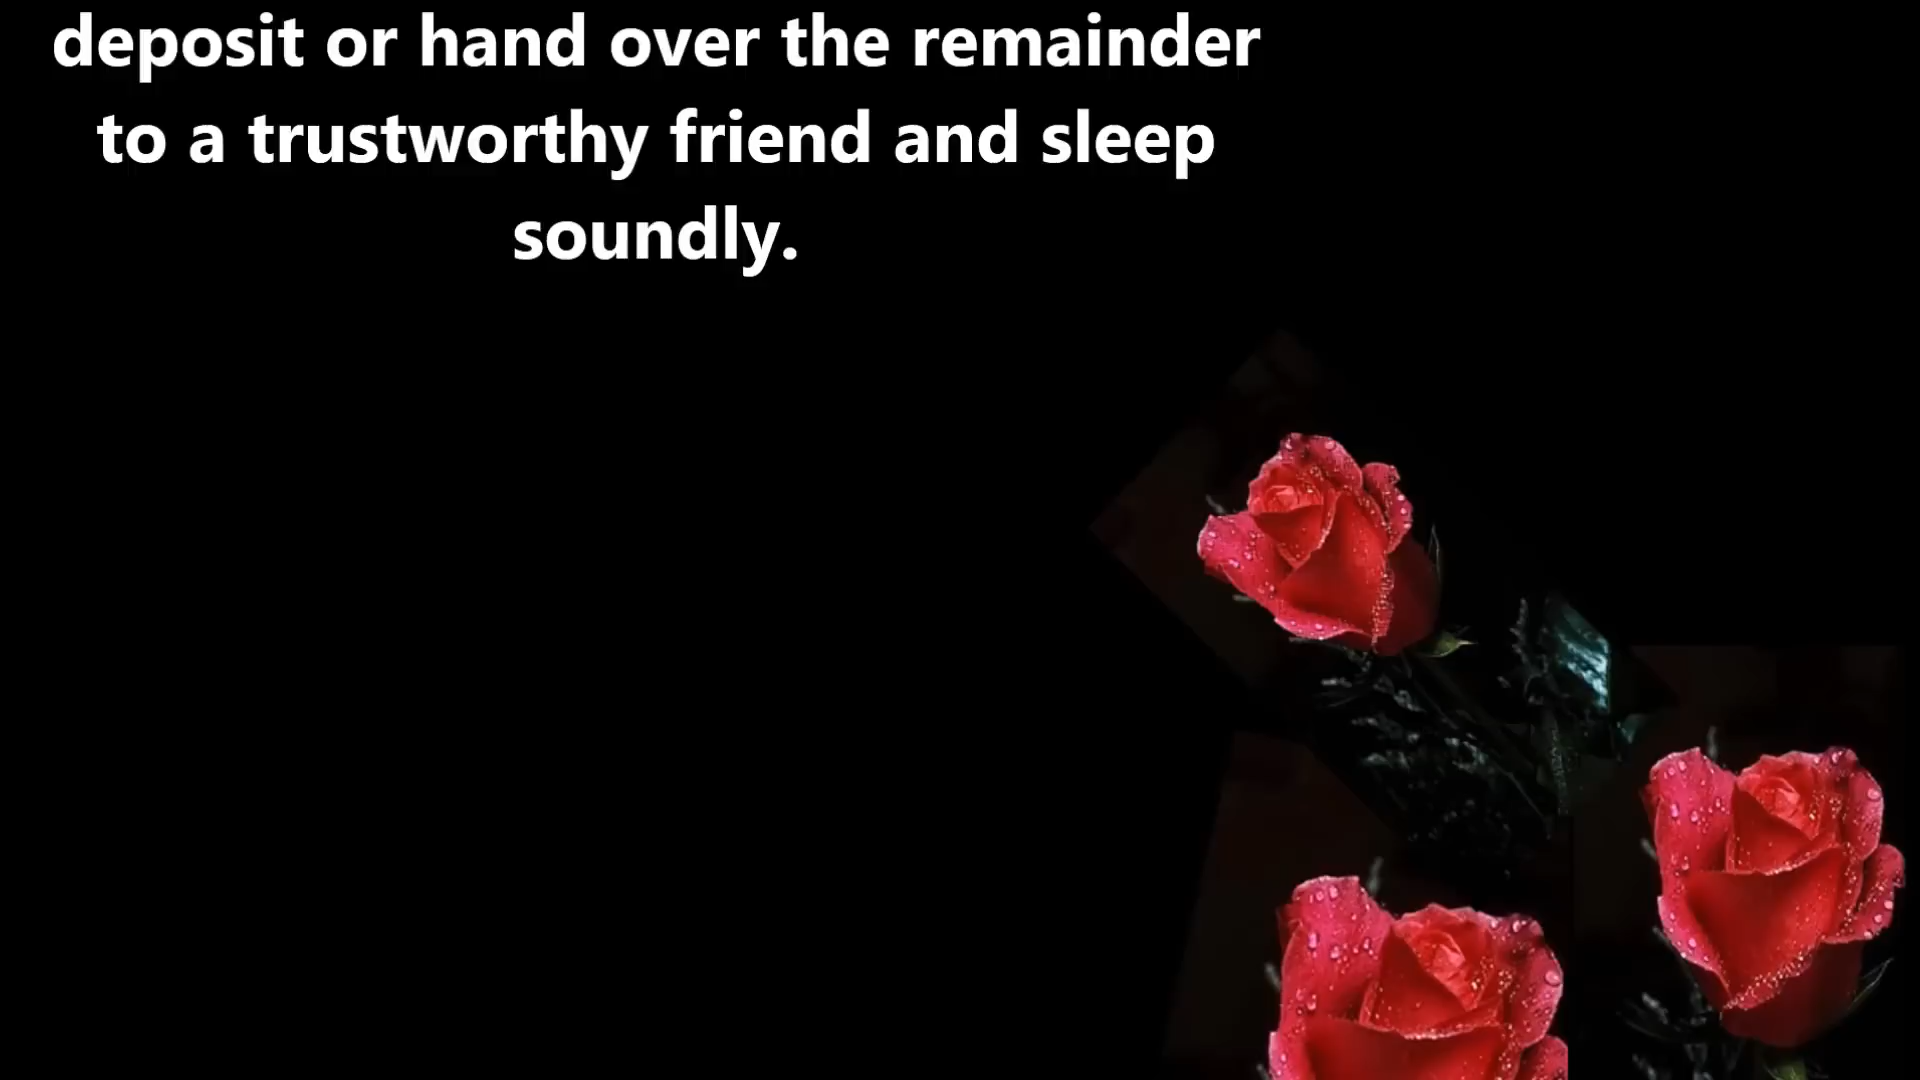 deposit or hand over the remainder
to a trustworthy friend and sleep
soundly.